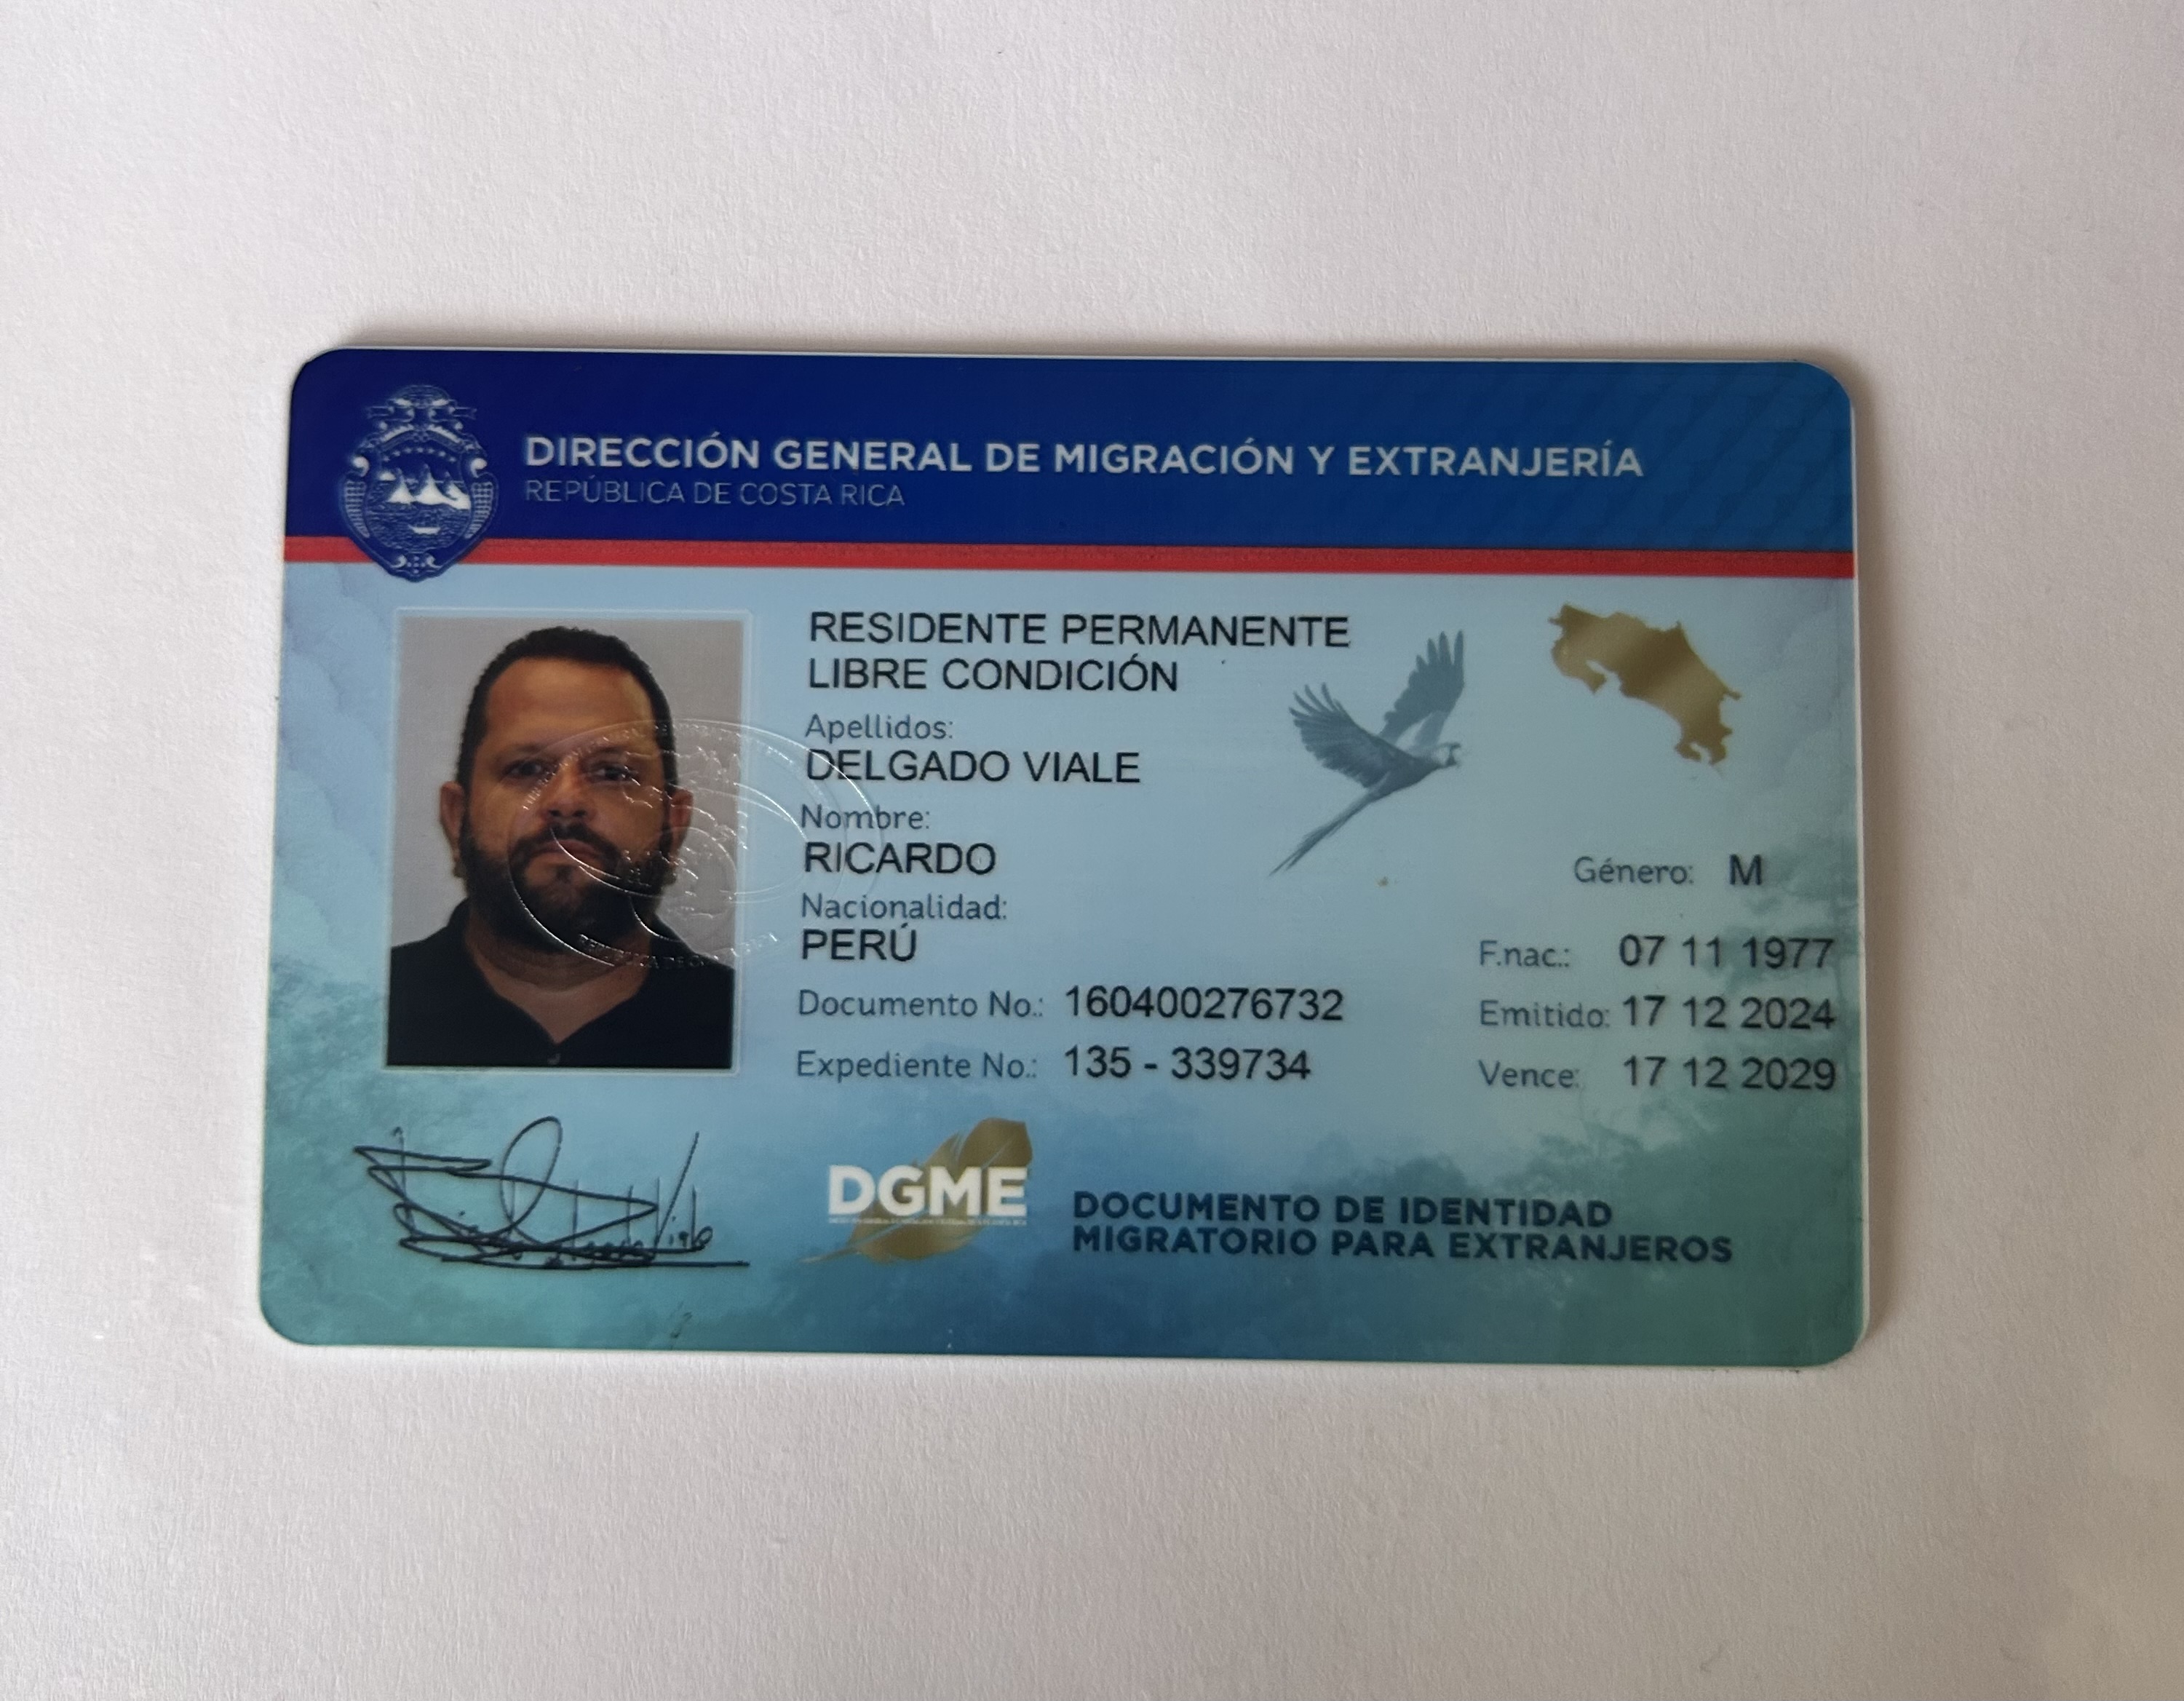 DIRECCIÓN GENERAL DE MIGRACIÓN Y EXTRANJERÍA
REPÚBLICA DE COSTA RICA
RESIDENTE PERMANENTE
LIBRE CONDICIÓN
Apellidos:
DELGADO VIALE
Nombre:
RICARDO
Género: M
Nacionalidad:
PERÚ
F.nac.: 07 11 1977
Documento No.: 160400276732
Emitido: 17 12 2024
Expediente No.: 135 - 339734
Vence: 17 12 2029
DGME
DOCUMENTO DE IDENTIDAD
MIGRATORIO PARA EXTRANJEROS